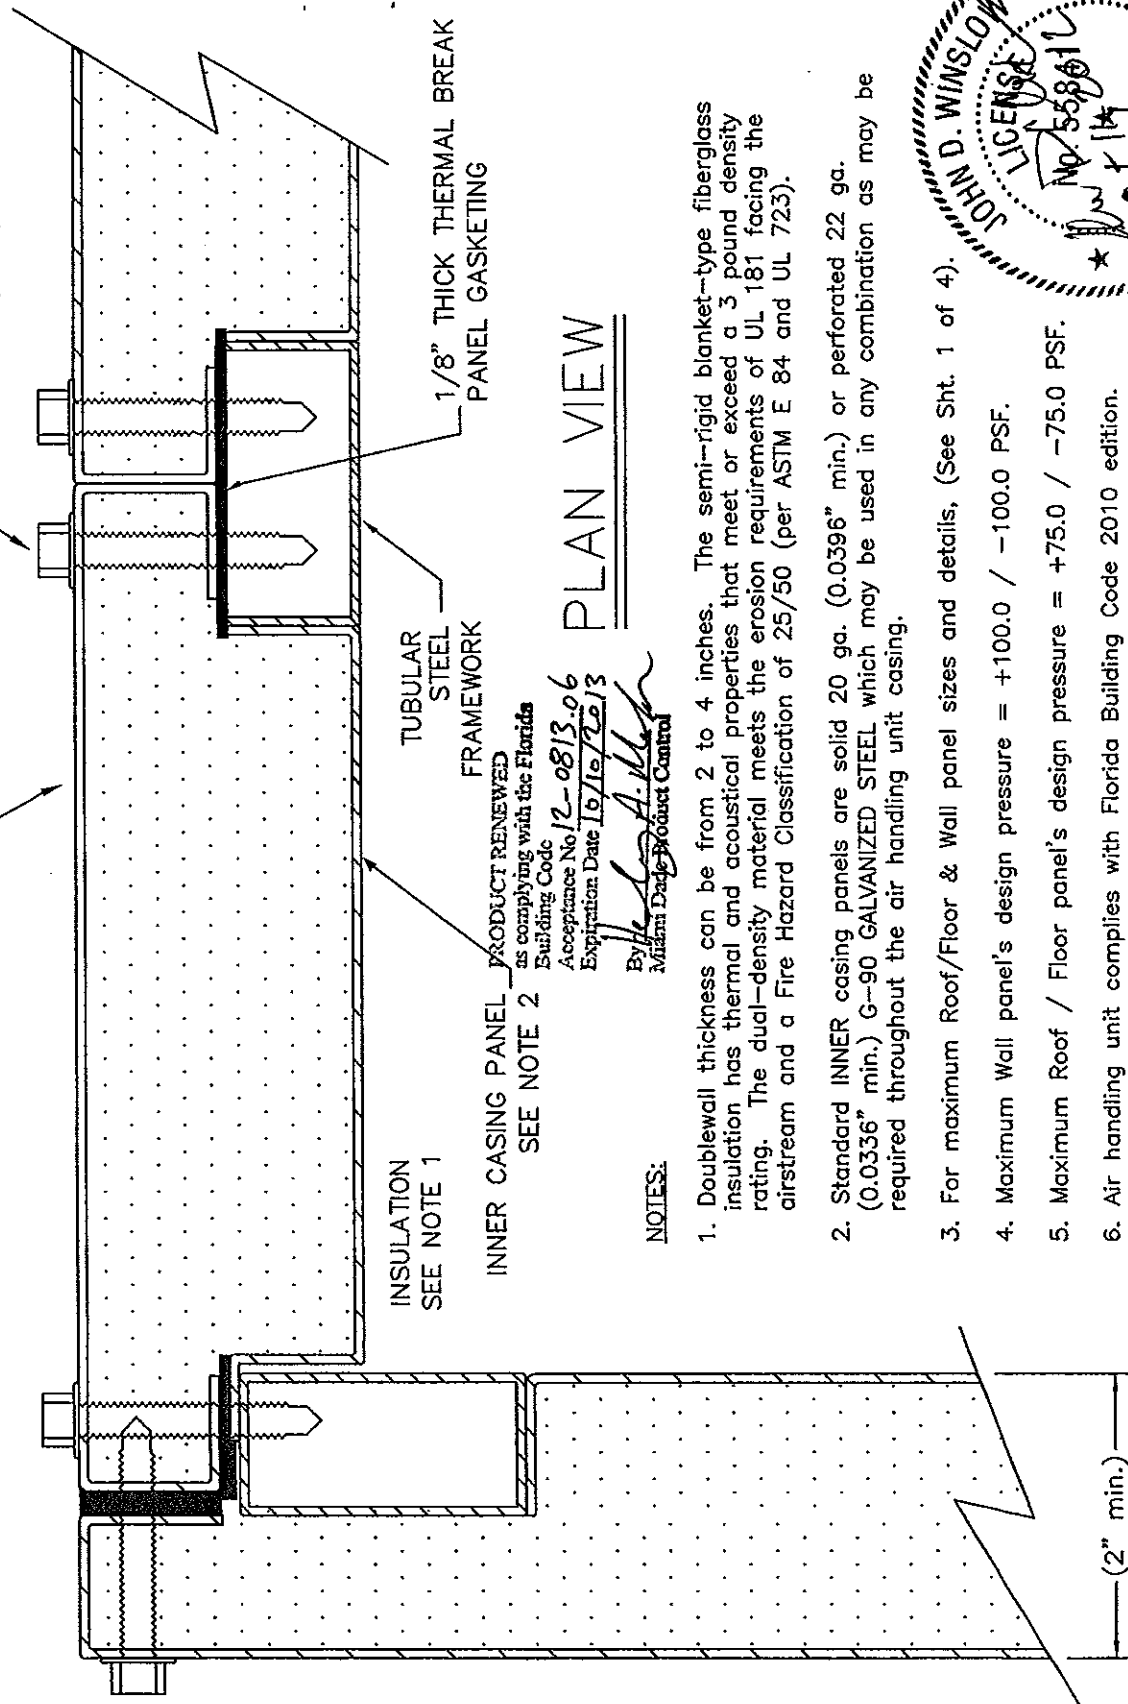 1/8" THICK THERMAL BREAK
PANEL GASKETING
TUBULAR
STEEL
FRAMEWORK
PLAN VIEW
INSULATION
SEE NOTE 1
INNER CASING PANEL
SEE NOTE 2
PRODUCT RENEWED
as complying with the Florida
Building Code
Acceptance No 12-0813.06
Expiration Date 10/10/2013
By
Miami Dade Product Control
NOTES:
1. Doublewall thickness can be from 2 to 4 inches. The semi-rigid blanket-type fiberglass
insulation has thermal and acoustical properties that meet or exceed a 3 pound density
rating. The dual-density material meets the erosion requirements of UL 181 facing the
airstream and a Fire Hazard Classification of 25/50 (per ASTM E 84 and UL 723).
2. Standard INNER casing panels are solid 20 ga. (0.0396" min.) or perforated 22 ga.
(0.0336" min.) G-90 GALVANIZED STEEL which may be used in any combination as may be
required throughout the air handling unit casing.
3. For maximum Roof/Floor & Wall panel sizes and details, (See Sht. 1 of 4).
4. Maximum Wall panel's design pressure = +100.0 / -100.0 PSF.
5. Maximum Roof / Floor panel's design pressure = +75.0 / -75.0 PSF.
6. Air handling unit complies with Florida Building Code 2010 edition.
(2" min.)
JOHN D. WINSLOW
LICENSE
No.